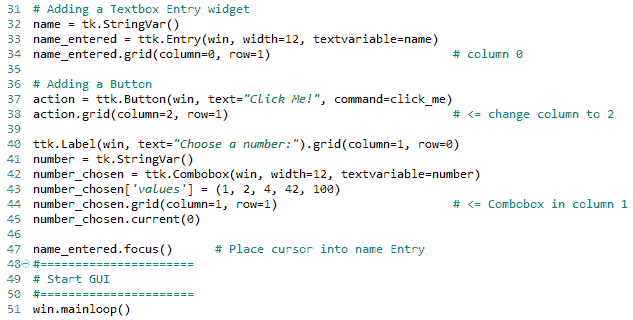 31 # Adding a Textbox Entry widget
32 name = tk.StringVar()
33 name_entered = ttk.Entry(win, width=12, textvariable=name)
34 name_entered.grid(column=0, row=1) # column 0
35
36 # Adding a Button
37 action = ttk.Button(win, text="Click Me!", command=click_me)
38 action.grid(column=2, row=1) # <= change column to 2
39
40 ttk.Label(win, text="Choose a number:").grid(column=1, row=0)
41 number = tk.StringVar()
42 number_chosen = ttk.Combobox(win, width=12, textvariable=number)
43 number_chosen['values'] = (1, 2, 4, 42, 100)
44 number_chosen.grid(column=1, row=1) # <= Combobox in column 1
45 number_chosen.current(0)
46
47 name_entered.focus() # Place cursor into name Entry
48 #======================
49 # Start GUI
50 #======================
51 win.mainloop()